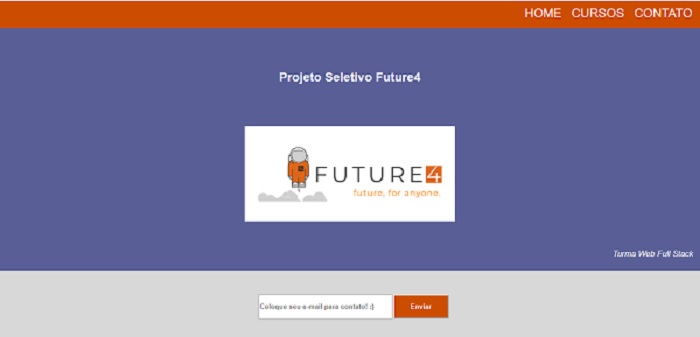 HOME CURSOS CONTATO
Projeto Seletivo Future4
FUTURE4
future, for anyone.
Turma Web Full Stack
Coloque seu e-mail para contato! :) Enviar